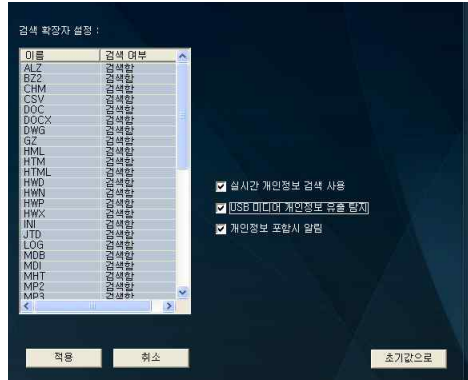 검색 확장자 설정 :
이름 검색 여부
ALZ 검색함
BZ2 검색함
CHM 검색함
CSV 검색함
DOC 검색함
DOCX 검색함
DWG 검색함
GZ 검색함
HML 검색함
HTM 검색함
HTML 검색함
HWD 검색함
HWN 검색함
HWP 검색함
HWX 검색함
INI 검색함
JTD 검색함
LOG 검색함
MDB 검색함
MDI 검색함
MHT 검색함
MP2 검색함
MP3 검색함
실시간 개인정보 검색 사용
USB 미디어 개인정보 유출 탐지
개인정보 포함시 알림
적용 취소 초기값으로